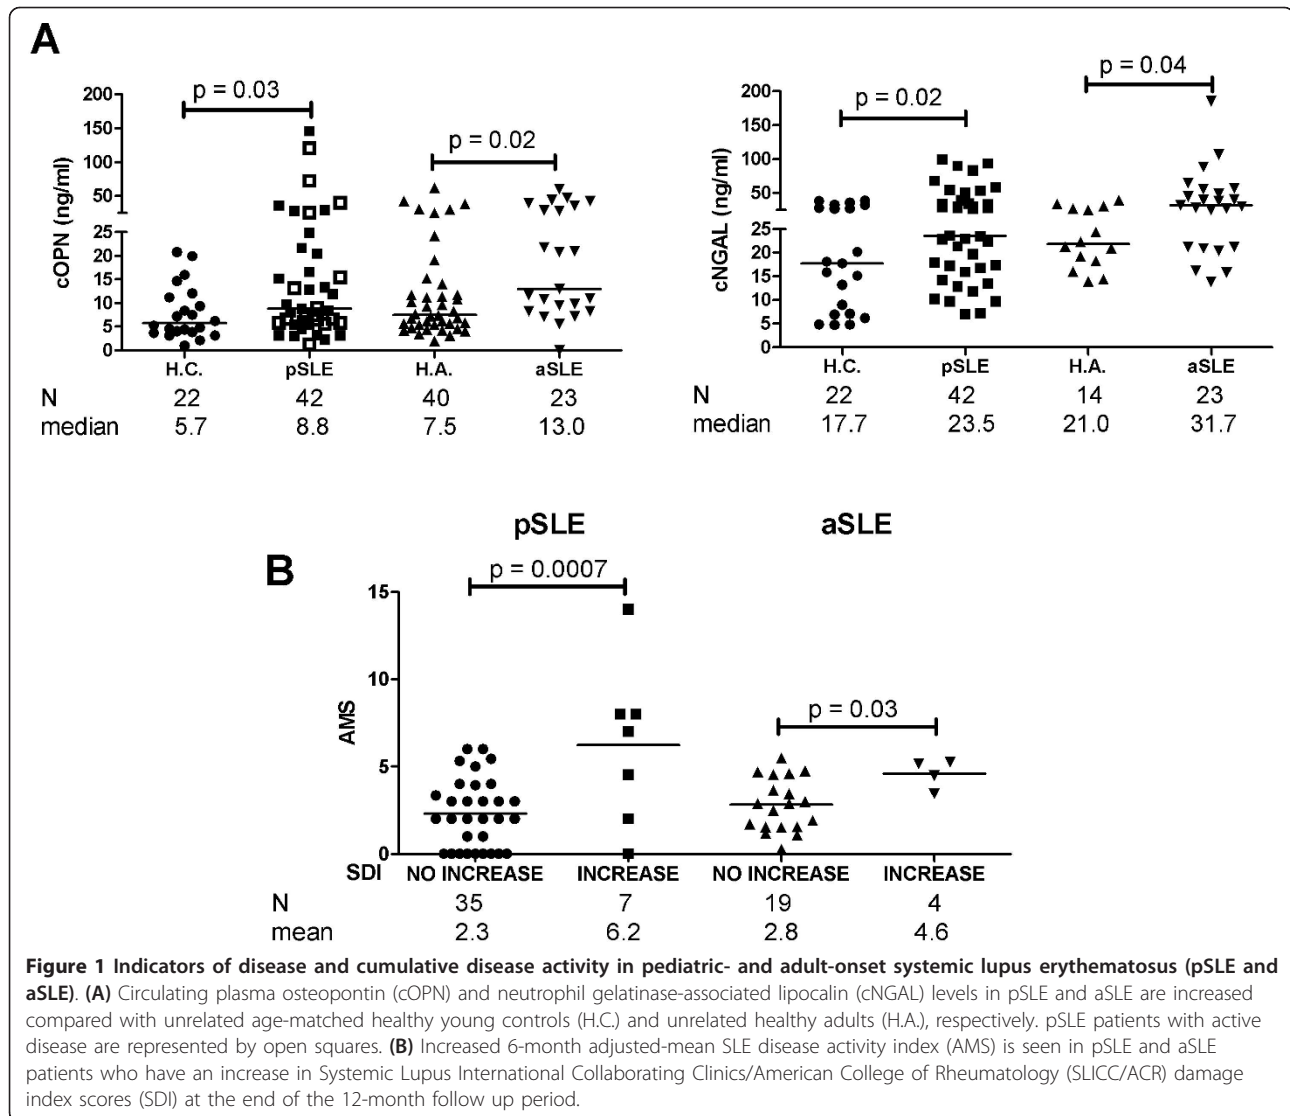 A
p = 0.03
p = 0.02
cOPN (ng/ml)
200
150
100
50
25
20
15
10
5
0
H.C. pSLE H.A. aSLE
N 22 42 40 23
median 5.7 8.8 7.5 13.0
p = 0.02
p = 0.04
cNGAL (ng/ml)
200
150
100
50
25
20
15
10
5
0
H.C. pSLE H.A. aSLE
N 22 42 14 23
median 17.7 23.5 21.0 31.7
pSLE aSLE
B
p = 0.0007
p = 0.03
AMS
15
10
5
0
SDI NO INCREASE INCREASE NO INCREASE INCREASE
N 35 7 19 4
mean 2.3 6.2 2.8 4.6
Figure 1 Indicators of disease and cumulative disease activity in pediatric- and adult-onset systemic lupus erythematosus (pSLE and
aSLE). (A) Circulating plasma osteopontin (cOPN) and neutrophil gelatinase-associated lipocalin (cNGAL) levels in pSLE and aSLE are increased
compared with unrelated age-matched healthy young controls (H.C.) and unrelated healthy adults (H.A.), respectively. pSLE patients with active
disease are represented by open squares. (B) Increased 6-month adjusted-mean SLE disease activity index (AMS) is seen in pSLE and aSLE
patients who have an increase in Systemic Lupus International Collaborating Clinics/American College of Rheumatology (SLICC/ACR) damage
index scores (SDI) at the end of the 12-month follow up period.